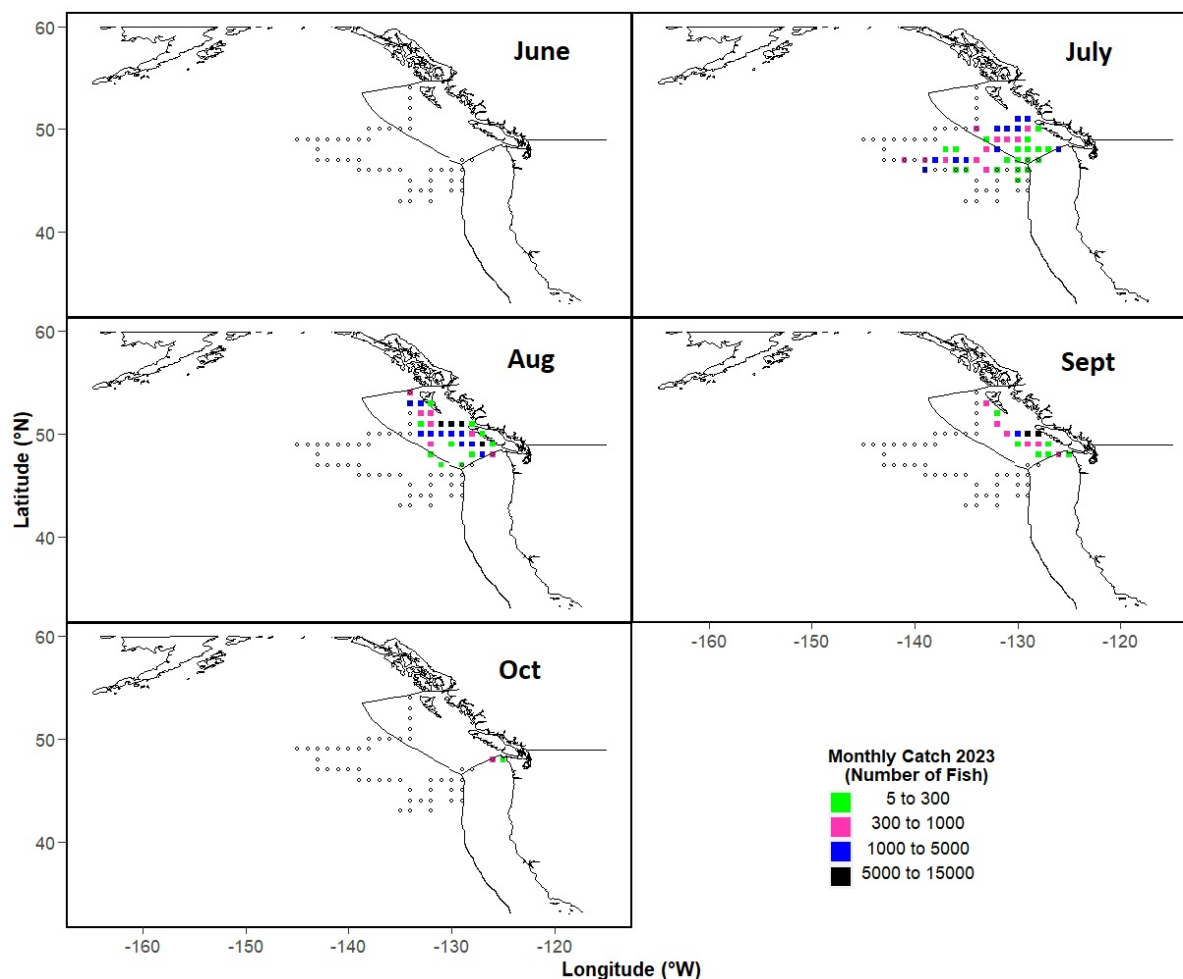 60
June
July
50
40
60
Aug
Sept
50
Latitude (°N)
40
-160 -150 -140 -130 -120
60
Oct
50
Monthly Catch 2023
(Number of Fish)
5 to 300
300 to 1000
40
1000 to 5000
5000 to 15000
-160 -150 -140 -130 -120
Longitude (°W)